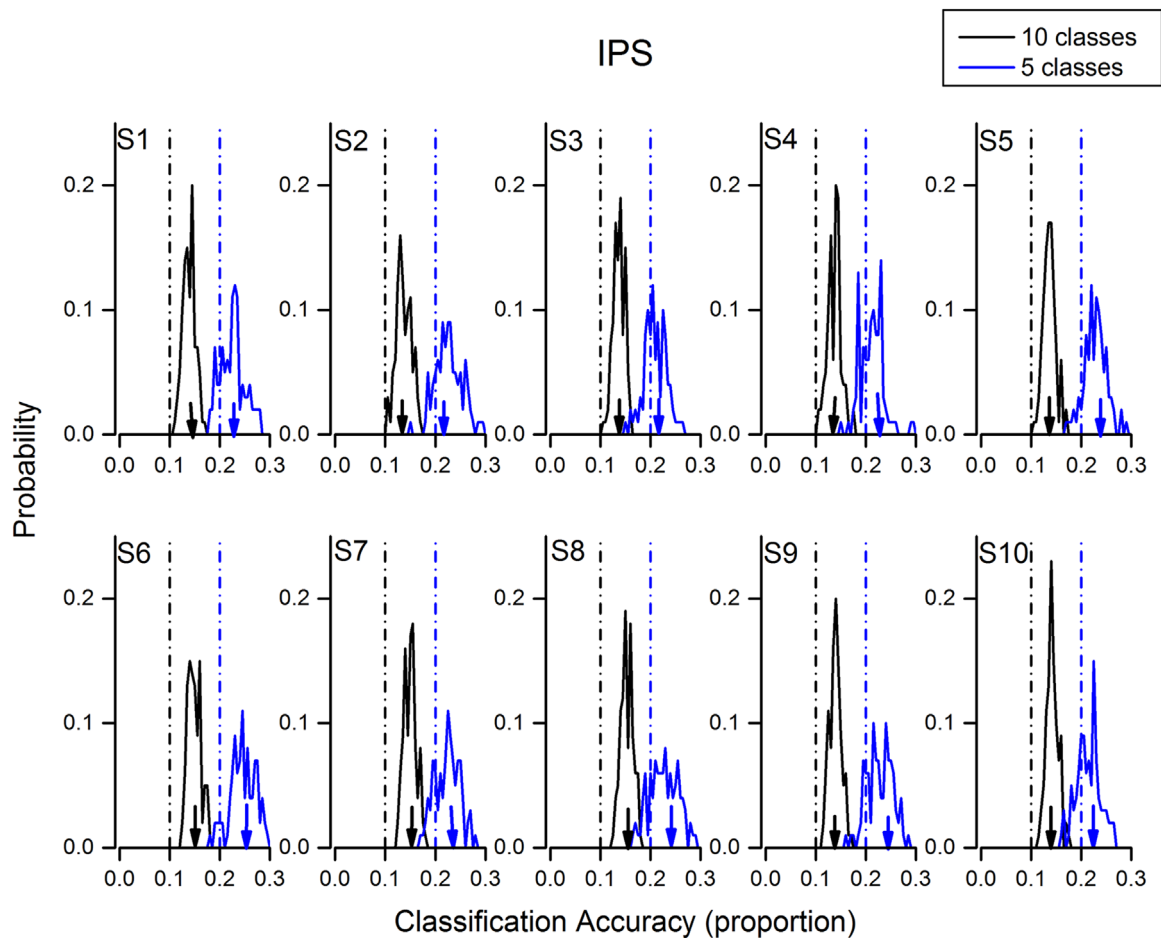 IPS
10 classes
5 classes
S1 S2 S3 S4 S5
0.2 0.2 0.2 0.2 0.2
0.1 0.1 0.1 0.1 0.1
0.0 0.0 0.0 0.0 0.0
0.0 0.1 0.2 0.3 0.0 0.1 0.2 0.3 0.0 0.1 0.2 0.3 0.0 0.1 0.2 0.3 0.0 0.1 0.2 0.3
Probability
S6 S7 S8 S9 S10
0.2 0.2 0.2 0.2 0.2
0.1 0.1 0.1 0.1 0.1
0.0 0.0 0.0 0.0 0.0
0.0 0.1 0.2 0.3 0.0 0.1 0.2 0.3 0.0 0.1 0.2 0.3 0.0 0.1 0.2 0.3 0.0 0.1 0.2 0.3
Classification Accuracy (proportion)